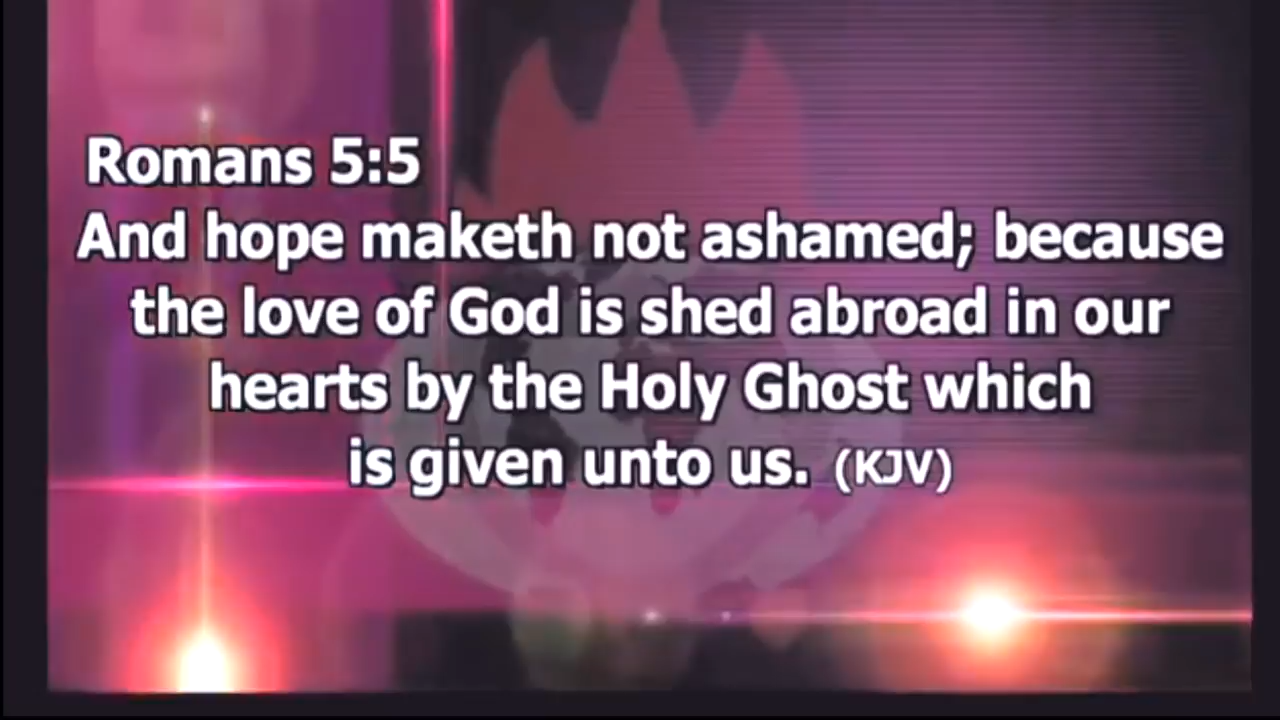 Romans 5:5
And hope maketh not ashamed; because
the love of God is shed abroad in our
hearts by the Holy Ghost which
is given unto us. (KJV)